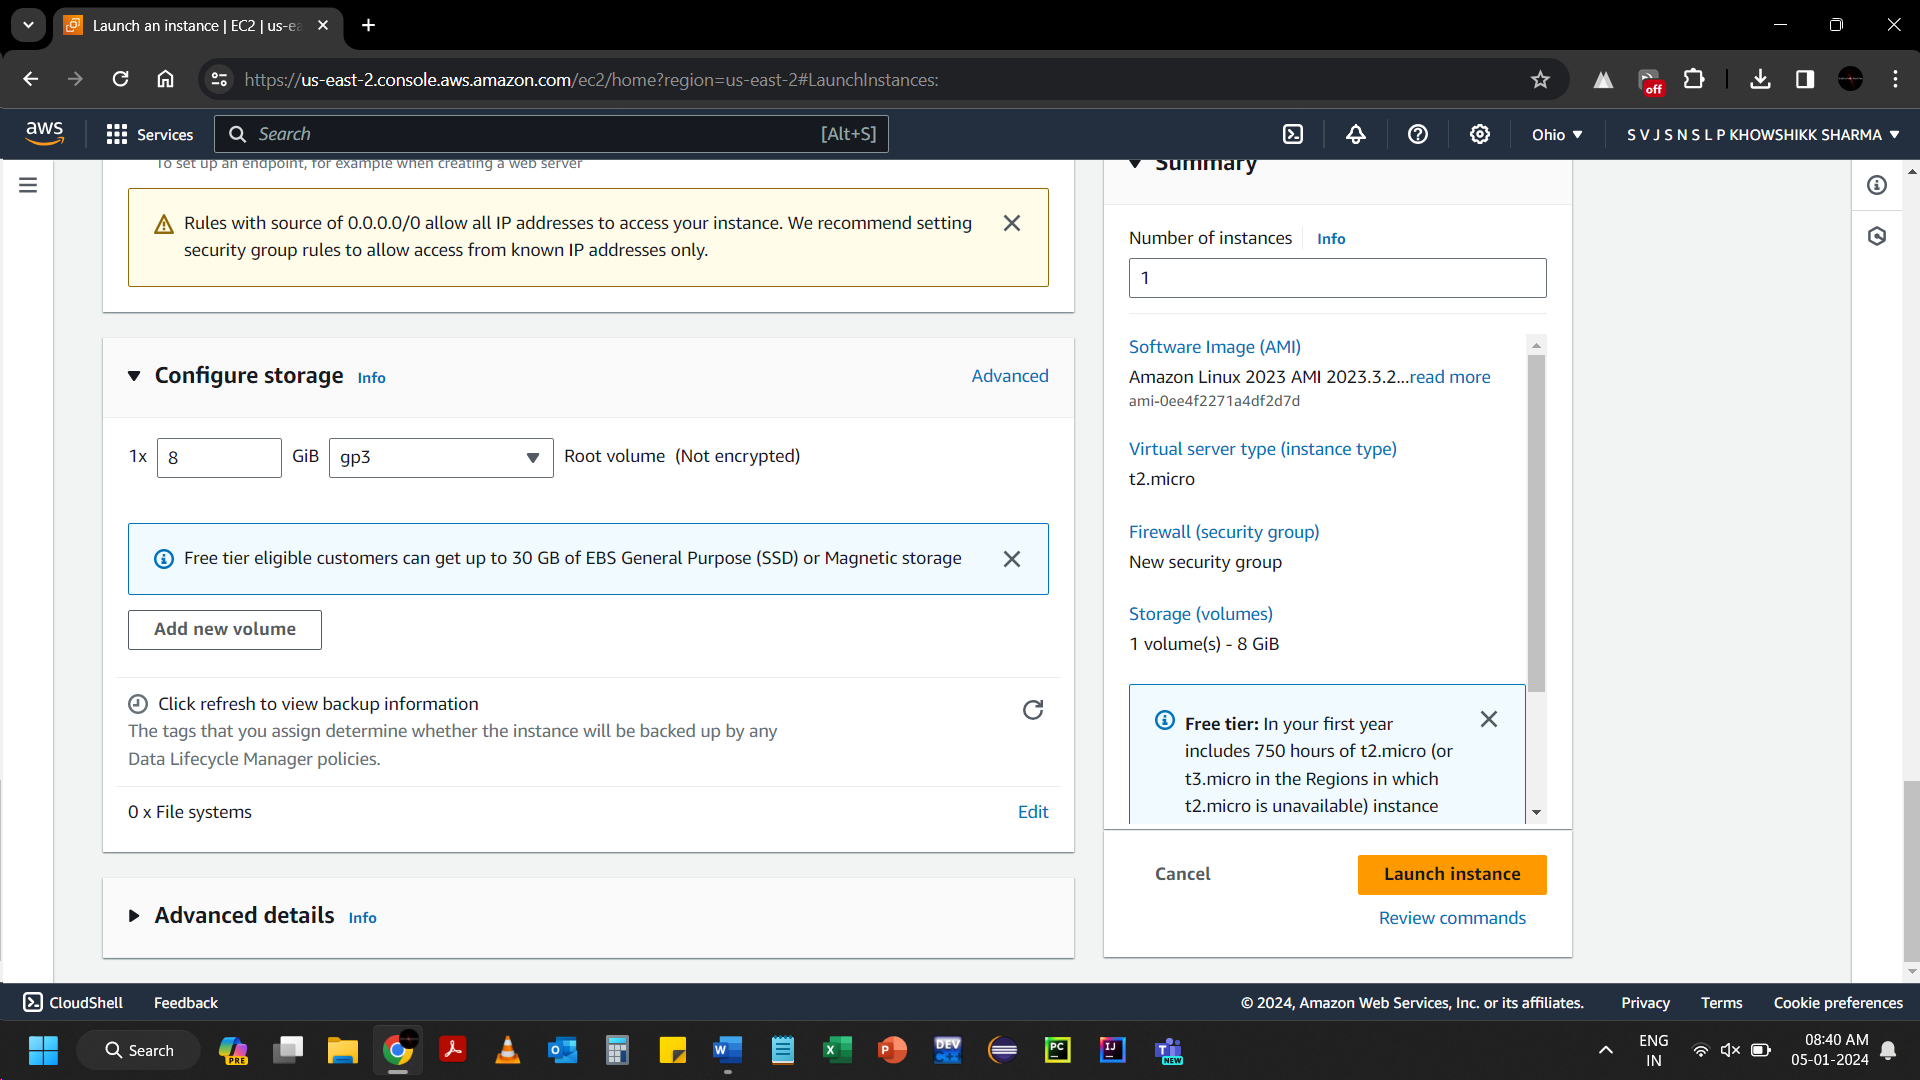 Launch an instance | EC2 | us-ea
https://us-east-2.console.aws.amazon.com/ec2/home?region=us-east-2#LaunchInstances:
off
aws
Services
Search
[Alt+S]
Ohio
S V J S N S L P KHOWSHIKK SHARMA
To set up an endpoint, for example when creating a web server
Rules with source of 0.0.0.0/0 allow all IP addresses to access your instance. We recommend setting
security group rules to allow access from known IP addresses only.
Configure storage Info
Advanced
1x 8 GiB gp3 Root volume (Not encrypted)
Free tier eligible customers can get up to 30 GB of EBS General Purpose (SSD) or Magnetic storage
Add new volume
Click refresh to view backup information
The tags that you assign determine whether the instance will be backed up by any
Data Lifecycle Manager policies.
0 x File systems
Edit
Advanced details Info
Summary
Number of instances Info
1
Software Image (AMI)
Amazon Linux 2023 AMI 2023.3.2...read more
ami-0ee4f2271a4df2d7d
Virtual server type (instance type)
t2.micro
Firewall (security group)
New security group
Storage (volumes)
1 volume(s) - 8 GiB
Free tier: In your first year
includes 750 hours of t2.micro (or
t3.micro in the Regions in which
t2.micro is unavailable) instance
Cancel
Launch instance
Review commands
CloudShell
Feedback
© 2024, Amazon Web Services, Inc. or its affiliates.
Privacy
Terms
Cookie preferences
Search
PRE
DEV
C++
PC
IJ
NEW
ENG
IN
08:40 AM
05-01-2024